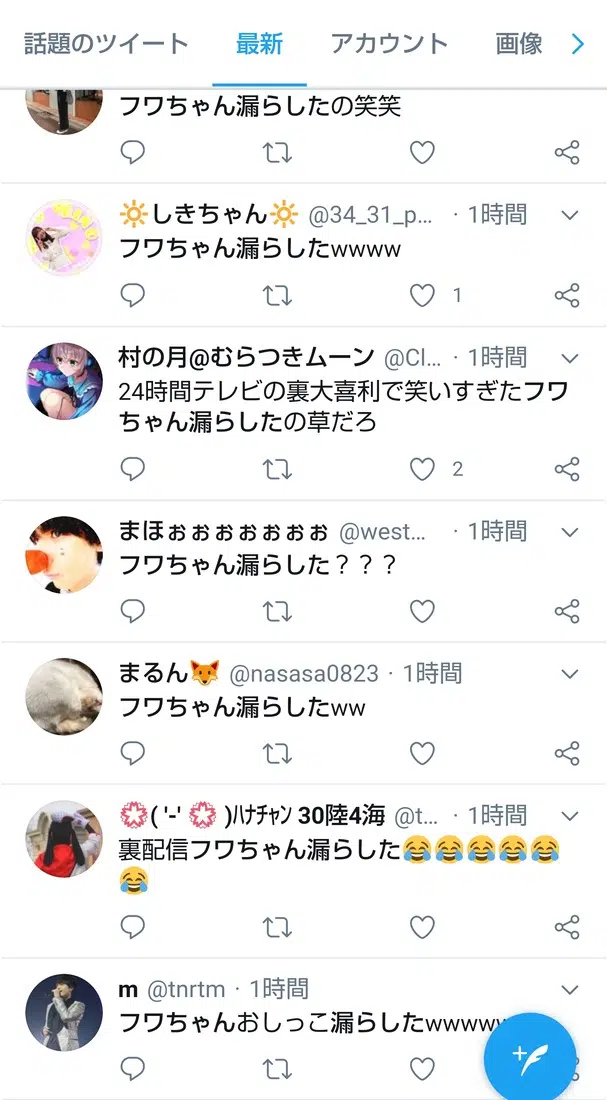 話題のツイート 最新 アカウント 画像
フワちゃん漏らしたの笑笑
🔆しきちゃん🔆 @34_31_p… · 1時間
フワちゃん漏らしたwwww
1
村の月@むらつきムーン @Cl… · 1時間
24時間テレビの裏大喜利で笑いすぎたフワ
ちゃん漏らしたの草だろ
2
まほぉぉぉぉぉぉぉ @west… · 1時間
フワちゃん漏らした？？？
まるん🦊 @nasasa0823 · 1時間
フワちゃん漏らしたww
💮( '-' 💮 )ﾊﾅﾁｬﾝ 30陸4海 @t… · 1時間
裏配信フワちゃん漏らした😂😂😂😂😂
😂
m @tnrtm · 1時間
フワちゃんおしっこ漏らしたwwwww